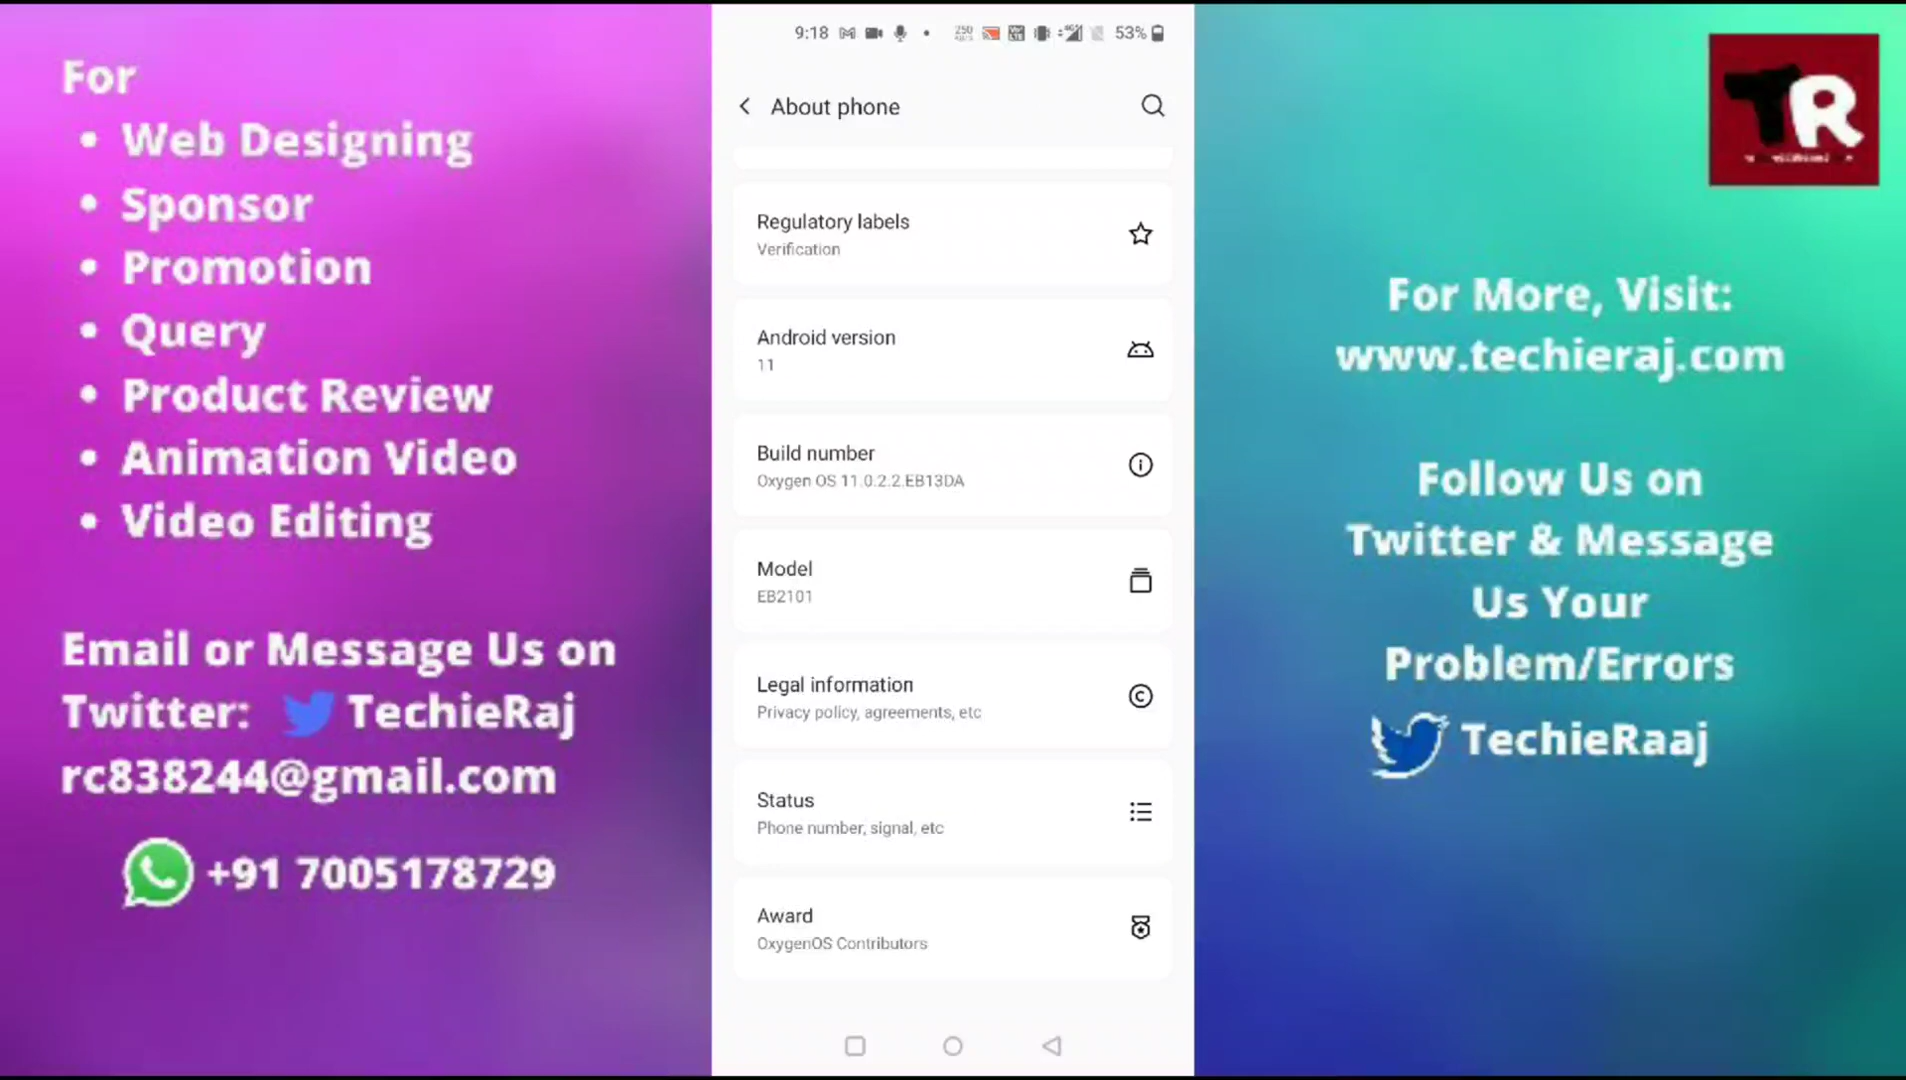 For
• Web Designing
• Sponsor
• Promotion
• Query
• Product Review
• Animation Video
• Video Editing
Email or Message Us on
Twitter: TechieRaj
rc838244@gmail.com
+91 7005178729
9:18
53%
About phone
Regulatory labels
Verification
Android version
11
Build number
Oxygen OS 11.0.2.2.EB13DA
Model
EB2101
Legal information
Privacy policy, agreements, etc
Status
Phone number, signal, etc
Award
OxygenOS Contributors
TR
For More, Visit:
www.techieraj.com
Follow Us on
Twitter & Message
Us Your
Problem/Errors
TechieRaaj